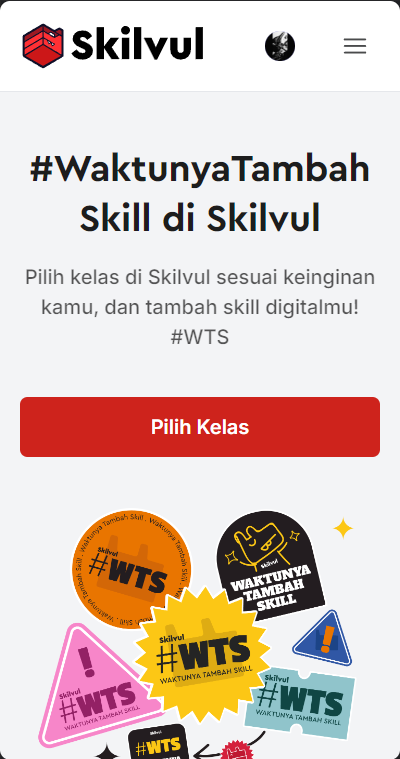 Skilvul
#WaktunyaTambah
Skill di Skilvul
Pilih kelas di Skilvul sesuai keinginan
kamu, dan tambah skill digitalmu!
#WTS
Pilih Kelas
Waktunya Tambah Skill . Waktunya Tambah Skill
Skilvul
#WTS
Skilvul
WAKTUNYA
TAMBAH
SKILL
Skilvul
#WTS
WAKTUNYA TAMBAH SKILL
Skilvul
#WTS
WAKTUNYA TAMBAH SKILL
Skilvul
#WTS
WAKTUNYA TAMBAH SKILL
Skilvul
#WTS